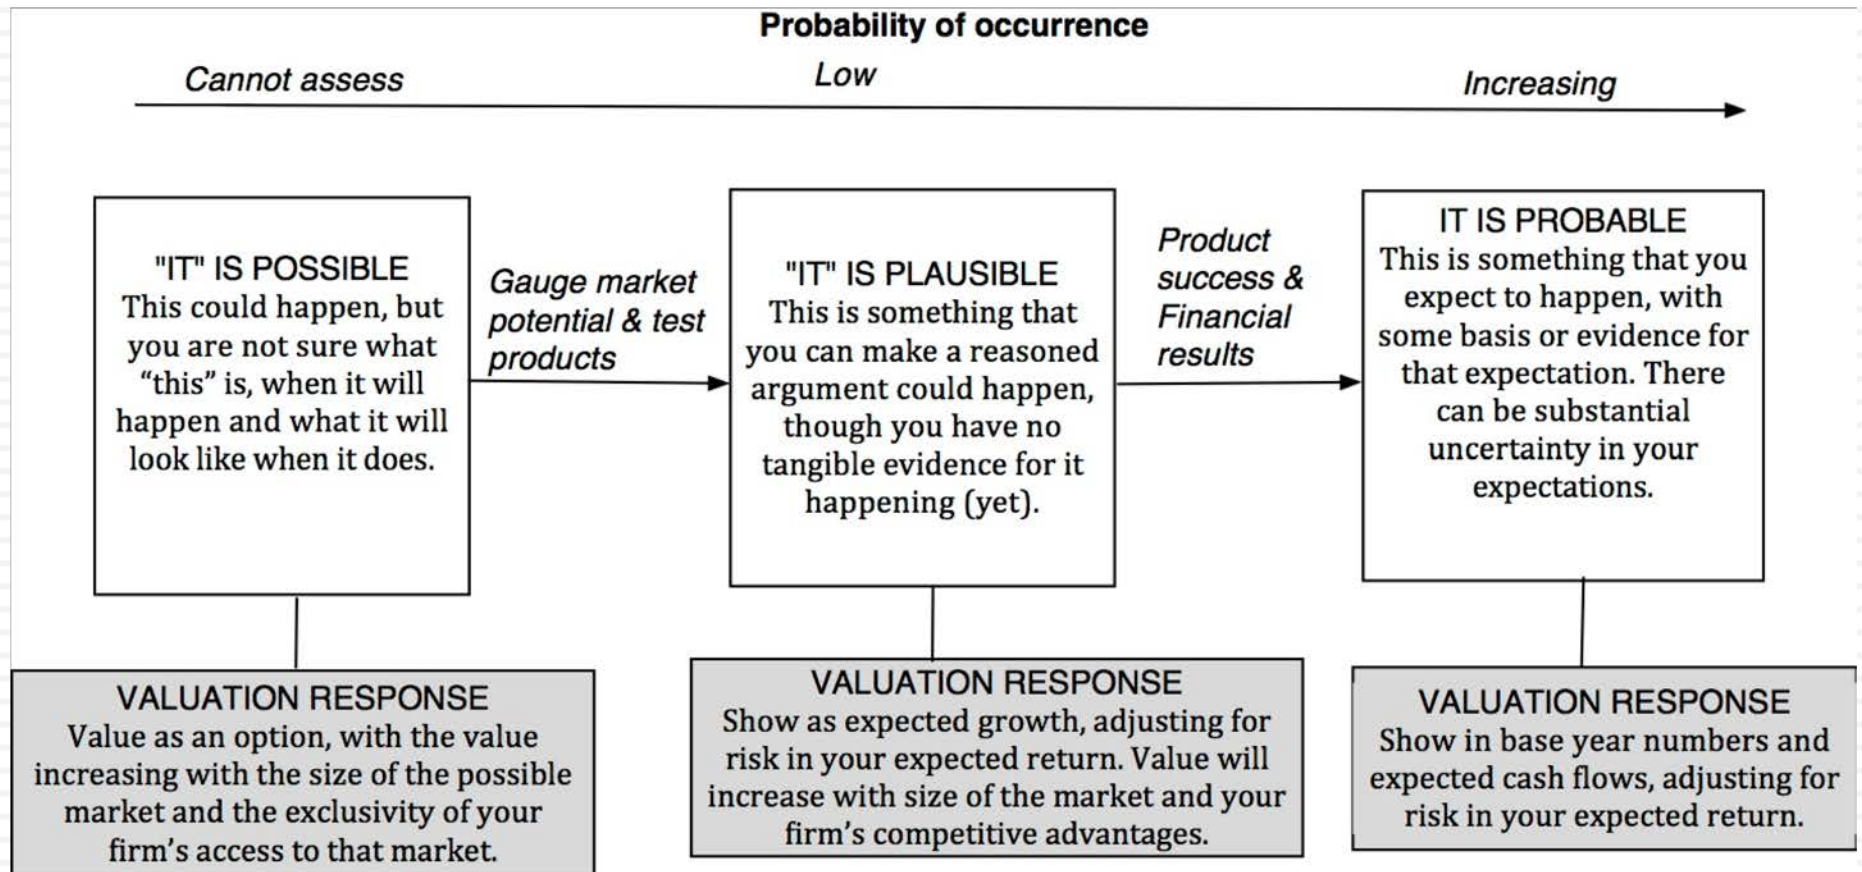 Probability of occurrence
Cannot assess
Low
Increasing
"IT" IS POSSIBLE
This could happen, but
you are not sure what
“this” is, when it will
happen and what it will
look like when it does.
Gauge market
potential & test
products
"IT" IS PLAUSIBLE
This is something that
you can make a reasoned
argument could happen,
though you have no
tangible evidence for it
happening (yet).
Product
success &
Financial
results
IT IS PROBABLE
This is something that you
expect to happen, with
some basis or evidence for
that expectation. There
can be substantial
uncertainty in your
expectations.
VALUATION RESPONSE
Value as an option, with the value
increasing with the size of the possible
market and the exclusivity of your
firm’s access to that market.
VALUATION RESPONSE
Show as expected growth, adjusting for
risk in your expected return. Value will
increase with size of the market and your
firm’s competitive advantages.
VALUATION RESPONSE
Show in base year numbers and
expected cash flows, adjusting for
risk in your expected return.